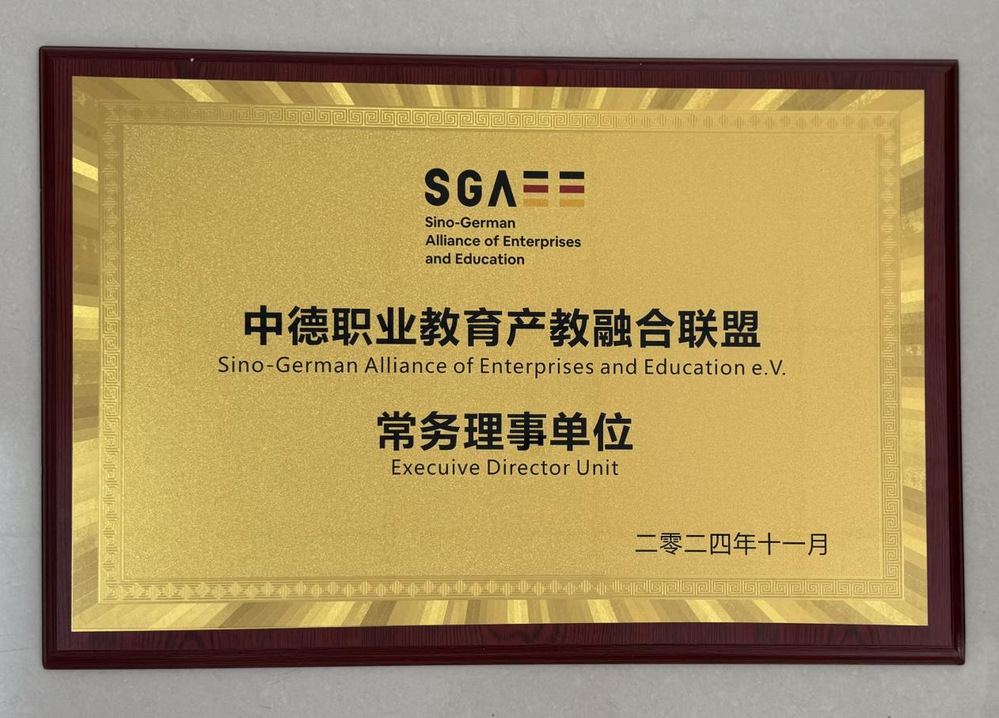 SGAEE
Sino-German
Alliance of Enterprises
and Education
中德职业教育产教融合联盟
Sino-German Alliance of Enterprises and Education e.V.
常务理事单位
Execuive Director Unit
二零二四年十一月